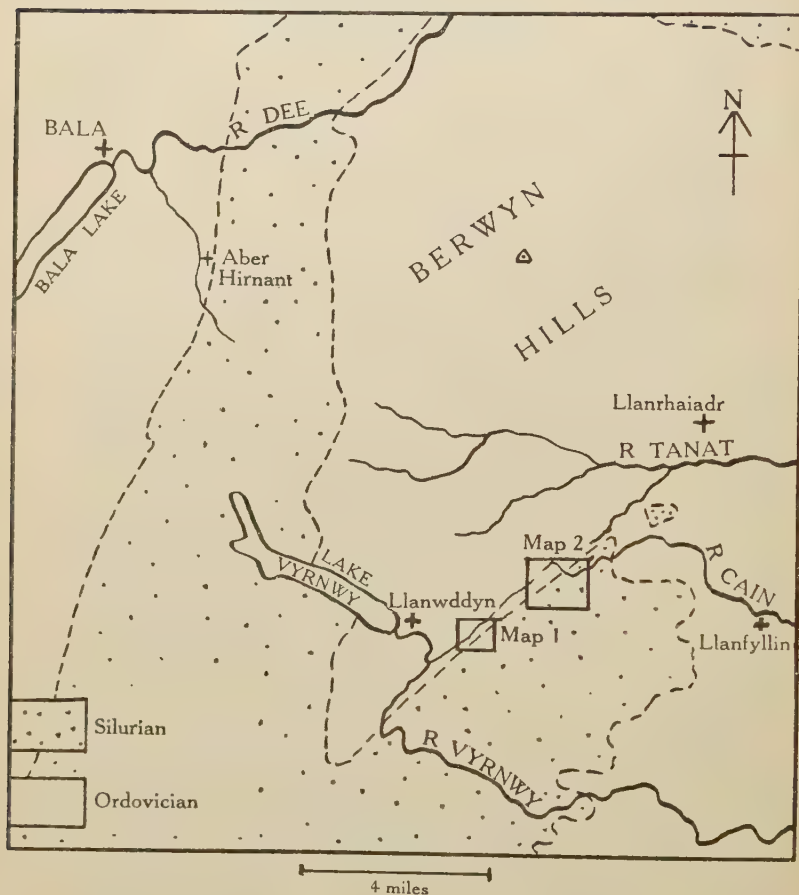 N
R DEE
BALA
BALA LAKE
Aber
Hirnant
BERWYN
HILLS
Llanrhaiadr
R TANAT
Map 2
R CAIN
LAKE
VYRNWY
Llanwddyn
Map 1
Llanfyllin
R VYRNWY
Silurian
Ordovician
4 miles